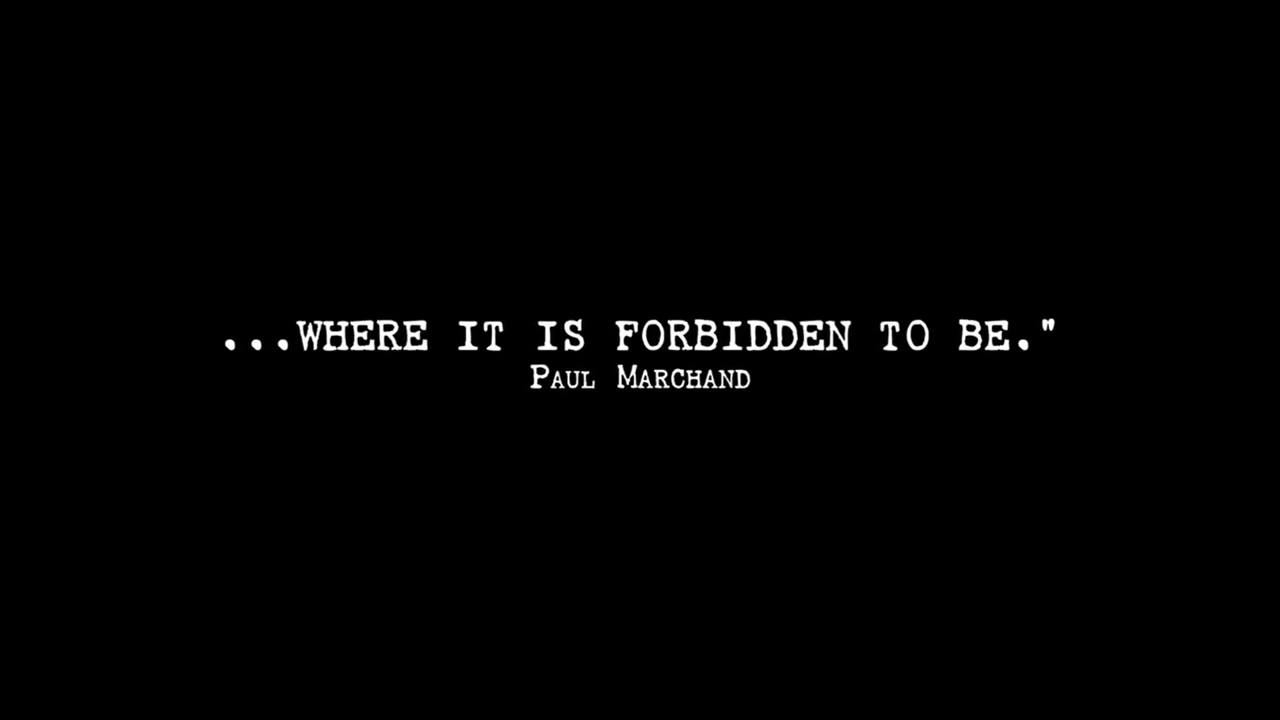 ...WHERE IT IS FORBIDDEN TO BE."
PAUL MARCHAND